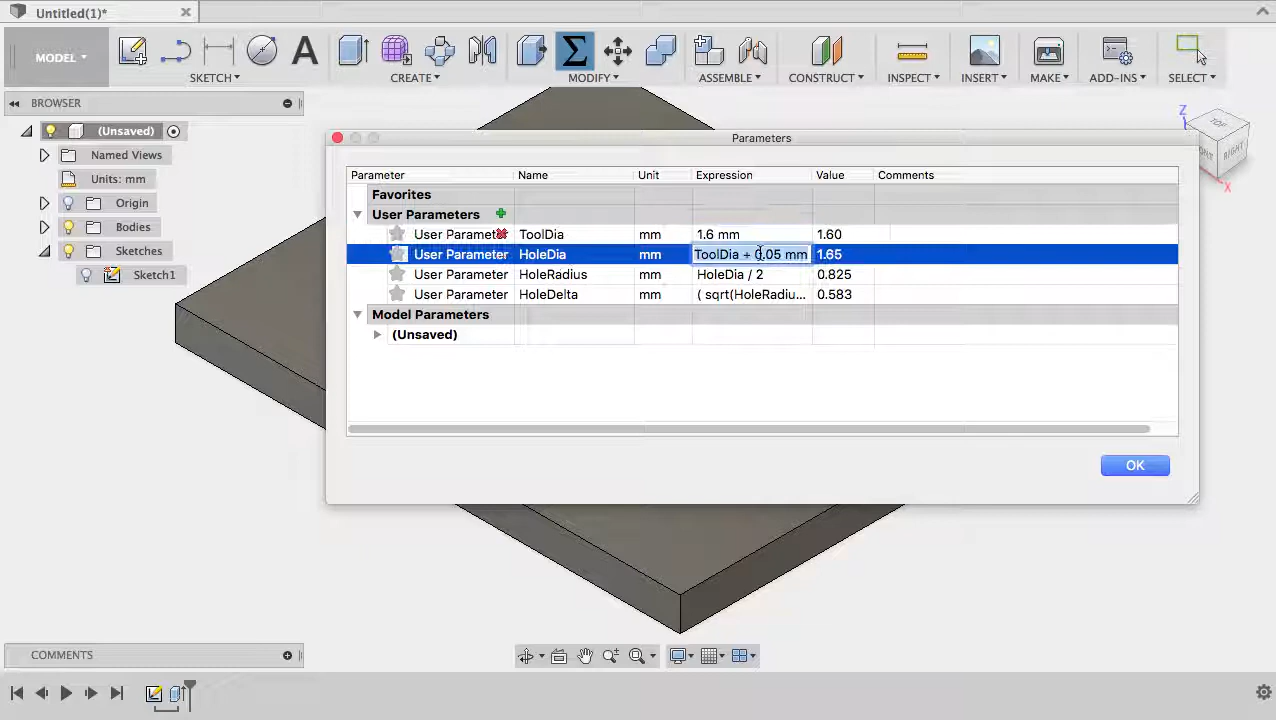 Untitled(1)*
MODEL
SKETCH
CREATE
MODIFY
ASSEMBLE
CONSTRUCT
INSPECT
INSERT
MAKE
ADD-INS
SELECT
BROWSER
(Unsaved)
Named Views
Units: mm
Origin
Bodies
Sketches
Sketch1
Z
TOP
RIGHT
X
Parameters
Parameter Name Unit Expression Value Comments
Favorites
User Parameters
User Parameter ToolDia mm 1.6 mm 1.60
User Parameter HoleDia mm ToolDia + 0.05 mm 1.65
User Parameter HoleRadius mm HoleDia / 2 0.825
User Parameter HoleDelta mm ( sqrt(HoleRadiu... 0.583
Model Parameters
(Unsaved)
OK
COMMENTS